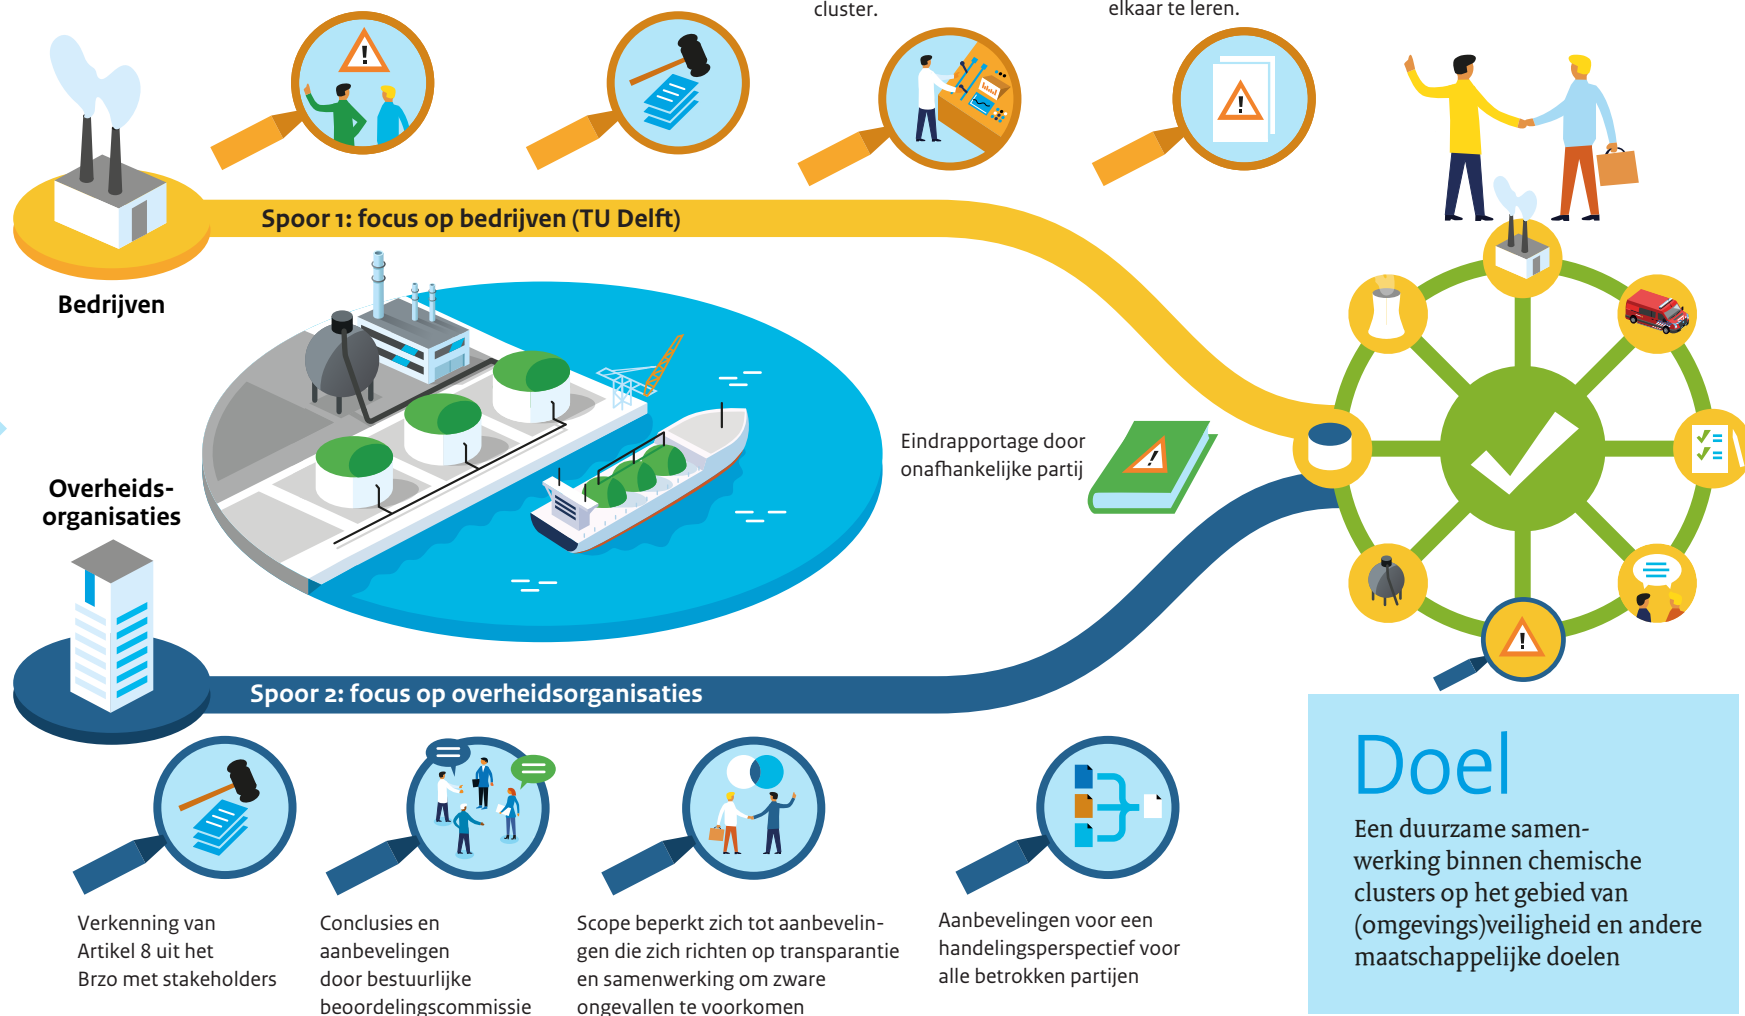 cluster.
elkaar te leren.
Spoor 1: focus op bedrijven (TU Delft)
Bedrijven
Eindrapportage door
onafhankelijke partij
Overheids-
organisaties
Spoor 2: focus op overheidsorganisaties
Verkenning van
Artikel 8 uit het
Brzo met stakeholders
Conclusies en
aanbevelingen
door bestuurlijke
beoordelingscommissie
Scope beperkt zich tot aanbevelin-
gen die zich richten op transparantie
en samenwerking om zware
ongevallen te voorkomen
Aanbevelingen voor een
handelingsperspectief voor
alle betrokken partijen
Doel
Een duurzame samen-
werking binnen chemische
clusters op het gebied van
(omgevings)veiligheid en andere
maatschappelijke doelen